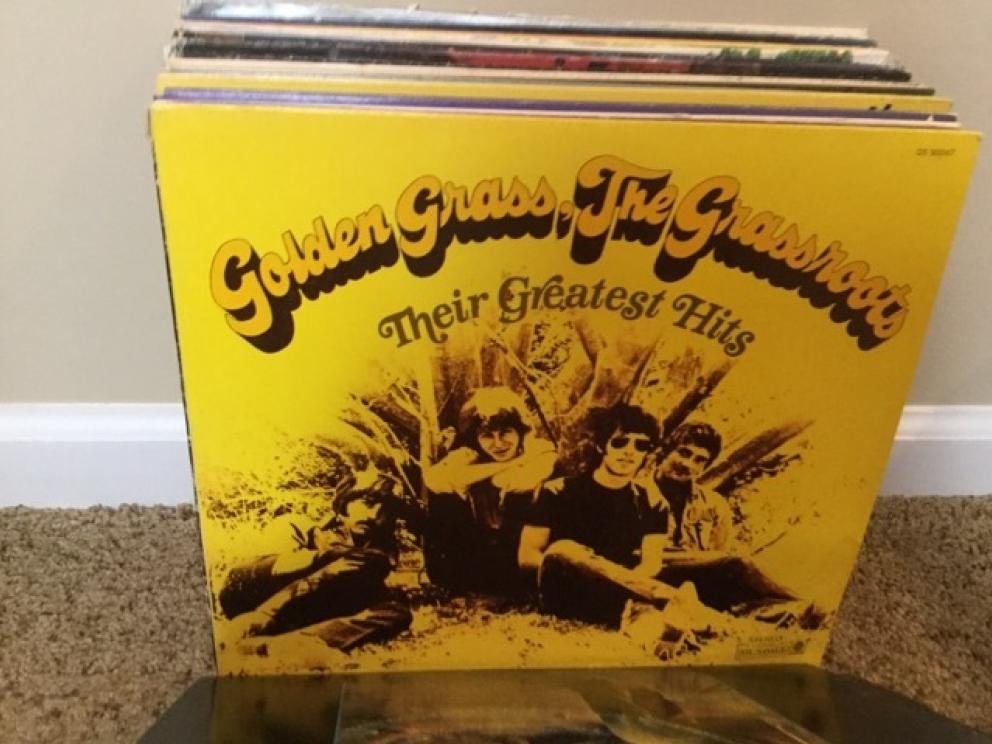 Golden Grass, The Grassroots
Their Greatest Hits